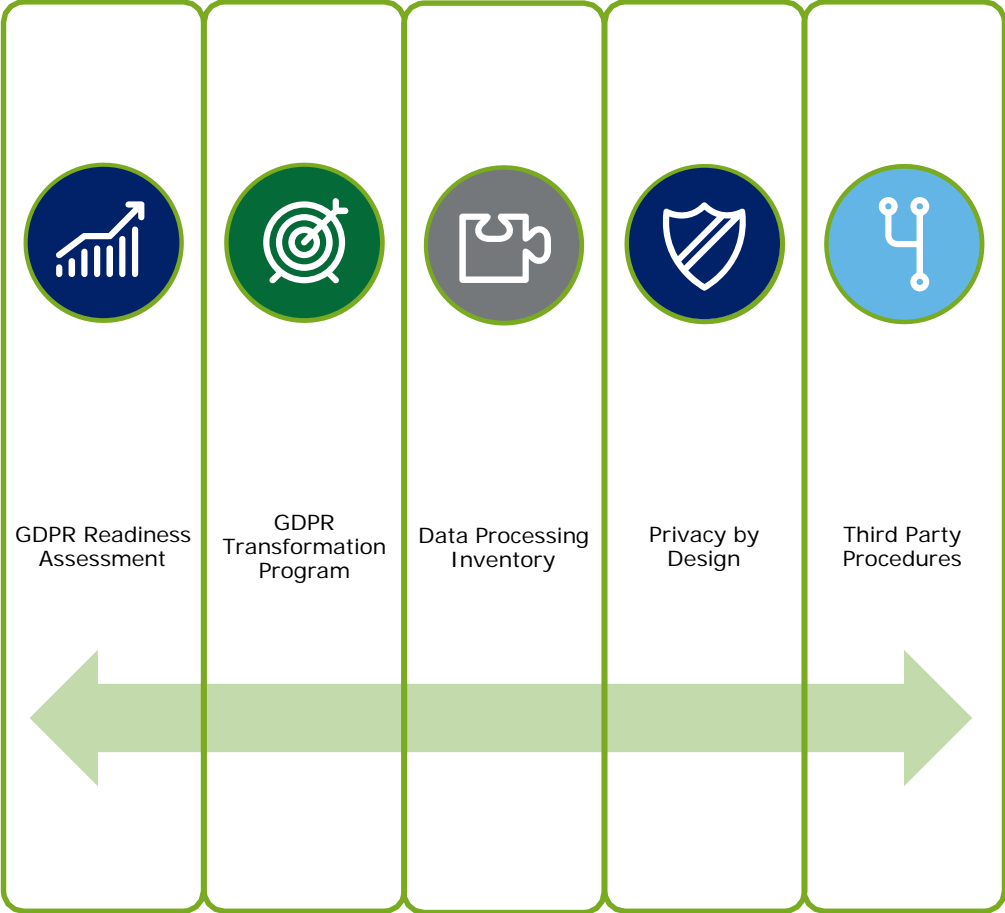 GDPR Readiness
Assessment
GDPR
Transformation
Program
Data Processing
Inventory
Privacy by
Design
Third Party
Procedures